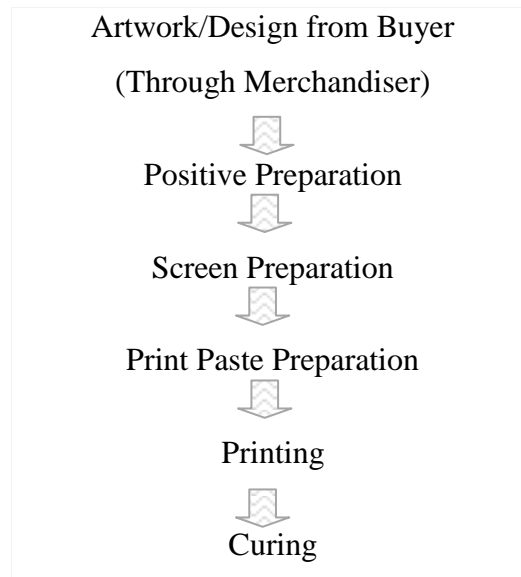 Artwork/Design from Buyer
(Through Merchandiser)
Positive Preparation
Screen Preparation
Print Paste Preparation
Printing
Curing